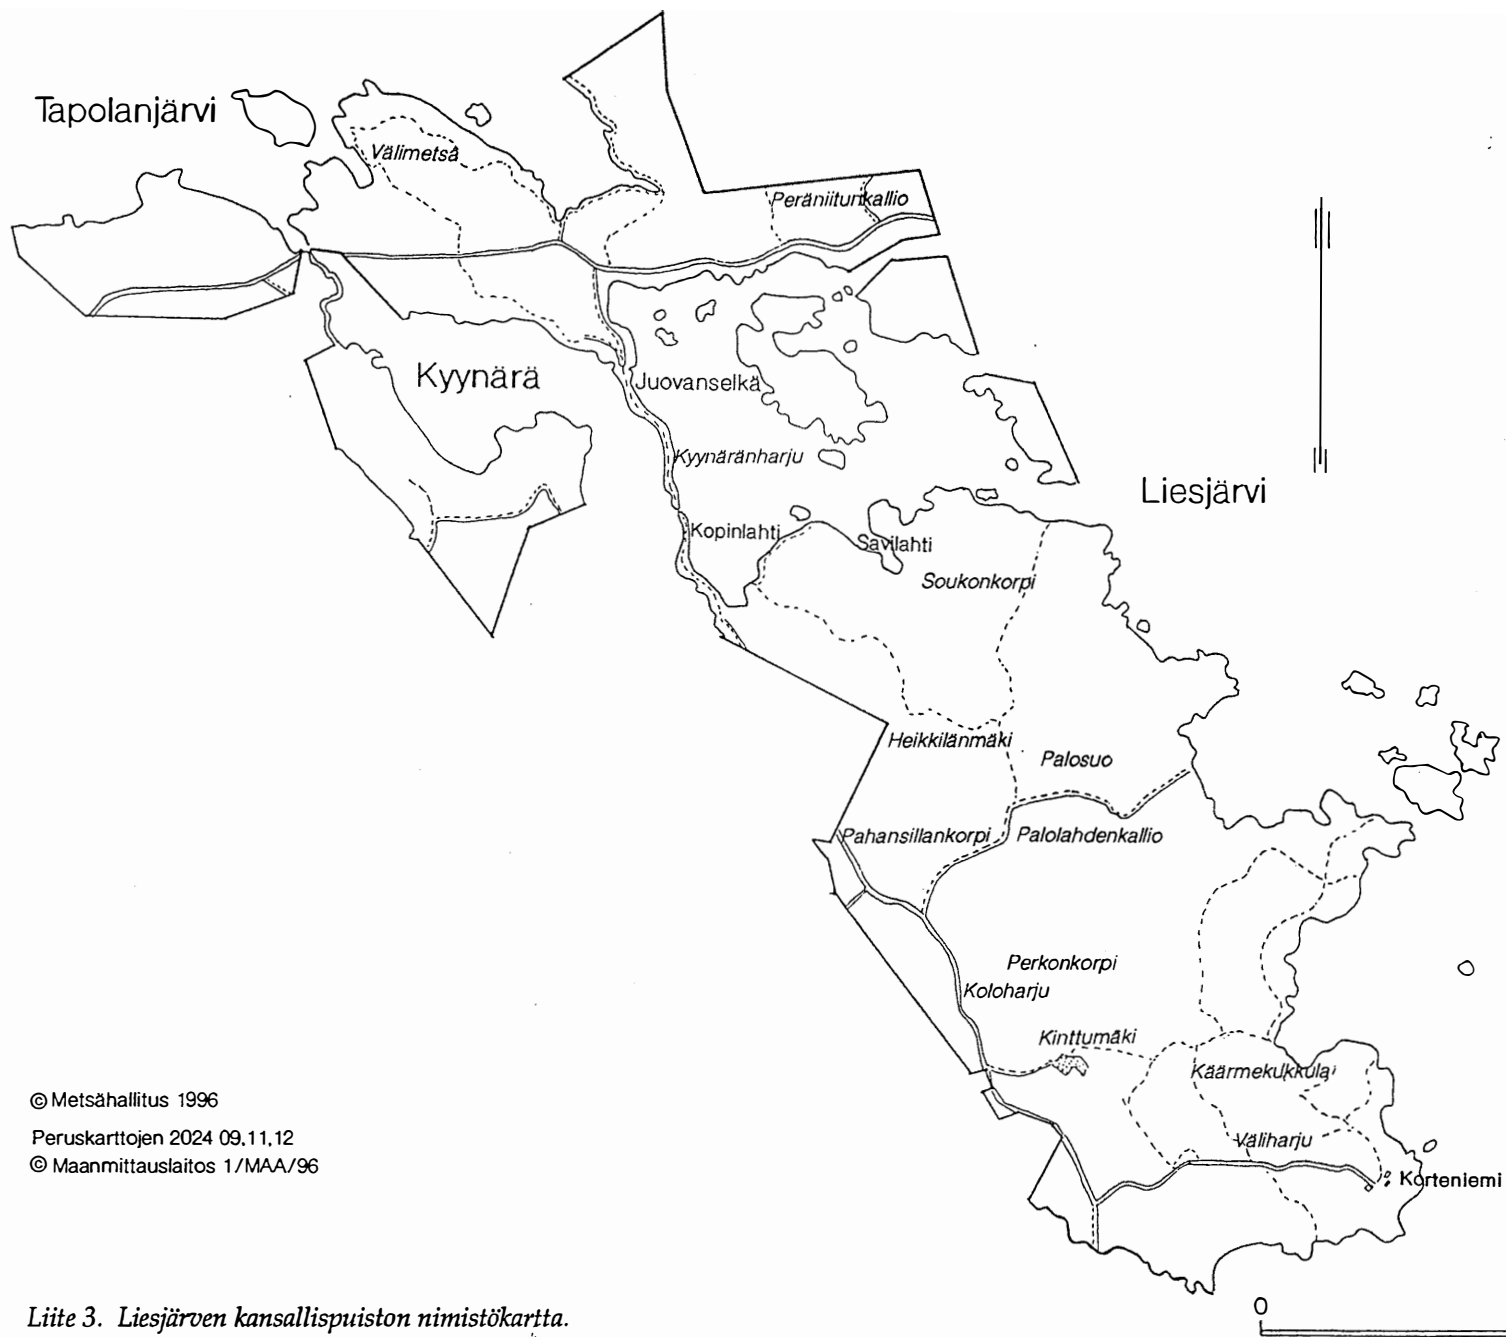 Tapolanjärvi
Välimetsä
Peräniitunkallio
Kyynärä
Juovanselkä
Kyynäränharju
Liesjärvi
Kopinlahti
Savilahti
Soukonkorpi
Heikkilänmäki
Palosuo
Pahansillankorpi
Palolahdenkallio
Perkonkorpi
Koloharju
Kinttumäki
Käärmekukkula
Väliharju
Korteniemi
© Metsähallitus 1996
Peruskarttojen 2024 09,11,12
© Maanmittauslaitos 1/MAA/96
0
Liite 3. Liesjärven kansallispuiston nimistökartta.